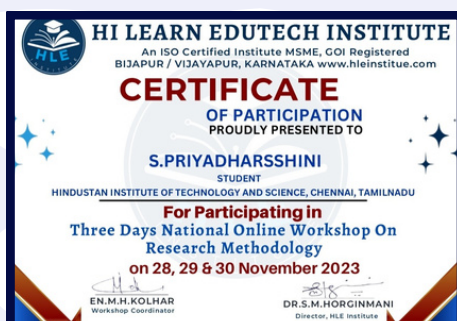 HLE
HI LEARN EDUTECH INSTITUTE
An ISO Certified Institute MSME, GOI Registered
BIJAPUR / VIJAYAPUR, KARNATAKA www.hleinstitue.com
CERTIFICATE
OF PARTICIPATION
PROUDLY PRESENTED TO
S.PRIYADHARSSHINI
STUDENT
HINDUSTAN INSTITUTE OF TECHNOLOGY AND SCIENCE, CHENNAI, TAMILNADU
For Participating in
Three Days National Online Workshop On
Research Methodology
on 28, 29 & 30 November 2023
EN.M.H.KOLHAR
Workshop Coordinator
DR.S.M.HORGINMANI
Director, HLE Institute